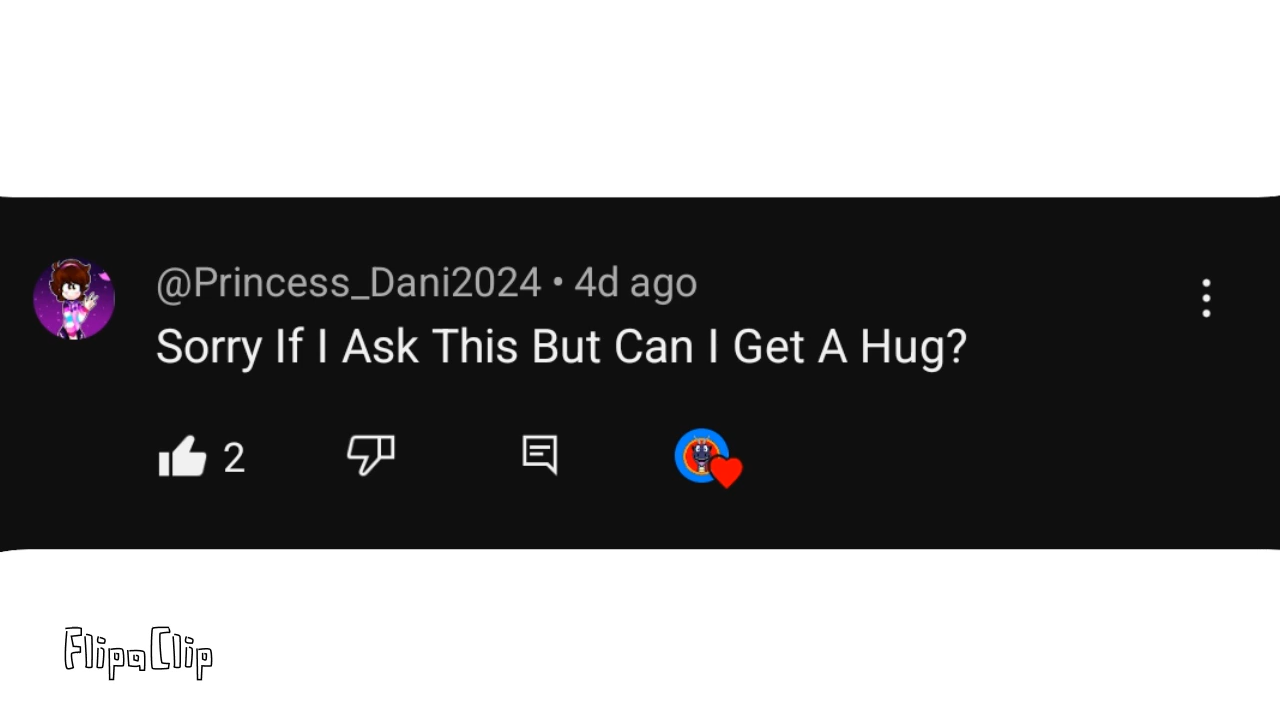 @Princess_Dani2024 • 4d ago
Sorry If I Ask This But Can I Get A Hug?
2
FlipaClip